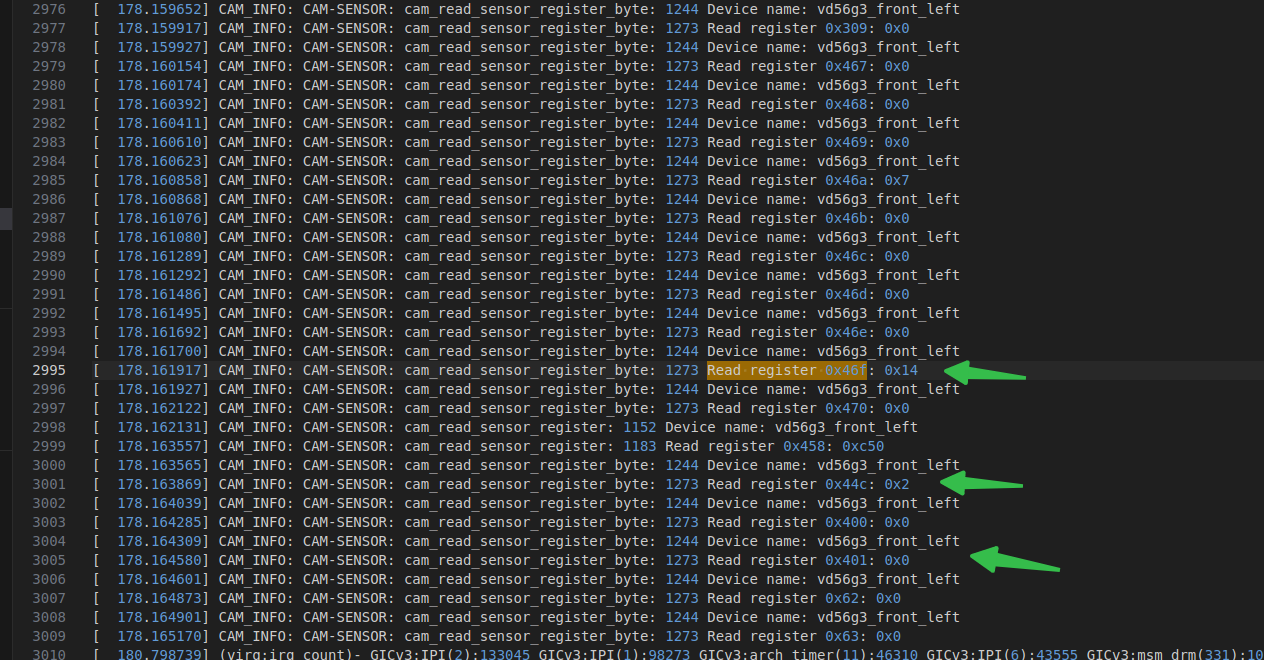 2976 [  178.159652] CAM_INFO: CAM-SENSOR: cam_read_sensor_register_byte: 1244 Device name: vd56g3_front_left
2977 [  178.159917] CAM_INFO: CAM-SENSOR: cam_read_sensor_register_byte: 1273 Read register 0x309: 0x0
2978 [  178.159927] CAM_INFO: CAM-SENSOR: cam_read_sensor_register_byte: 1244 Device name: vd56g3_front_left
2979 [  178.160154] CAM_INFO: CAM-SENSOR: cam_read_sensor_register_byte: 1273 Read register 0x467: 0x0
2980 [  178.160174] CAM_INFO: CAM-SENSOR: cam_read_sensor_register_byte: 1244 Device name: vd56g3_front_left
2981 [  178.160392] CAM_INFO: CAM-SENSOR: cam_read_sensor_register_byte: 1273 Read register 0x468: 0x0
2982 [  178.160411] CAM_INFO: CAM-SENSOR: cam_read_sensor_register_byte: 1244 Device name: vd56g3_front_left
2983 [  178.160610] CAM_INFO: CAM-SENSOR: cam_read_sensor_register_byte: 1273 Read register 0x469: 0x0
2984 [  178.160623] CAM_INFO: CAM-SENSOR: cam_read_sensor_register_byte: 1244 Device name: vd56g3_front_left
2985 [  178.160858] CAM_INFO: CAM-SENSOR: cam_read_sensor_register_byte: 1273 Read register 0x46a: 0x7
2986 [  178.160868] CAM_INFO: CAM-SENSOR: cam_read_sensor_register_byte: 1244 Device name: vd56g3_front_left
2987 [  178.161076] CAM_INFO: CAM-SENSOR: cam_read_sensor_register_byte: 1273 Read register 0x46b: 0x0
2988 [  178.161080] CAM_INFO: CAM-SENSOR: cam_read_sensor_register_byte: 1244 Device name: vd56g3_front_left
2989 [  178.161289] CAM_INFO: CAM-SENSOR: cam_read_sensor_register_byte: 1273 Read register 0x46c: 0x0
2990 [  178.161292] CAM_INFO: CAM-SENSOR: cam_read_sensor_register_byte: 1244 Device name: vd56g3_front_left
2991 [  178.161486] CAM_INFO: CAM-SENSOR: cam_read_sensor_register_byte: 1273 Read register 0x46d: 0x0
2992 [  178.161495] CAM_INFO: CAM-SENSOR: cam_read_sensor_register_byte: 1244 Device name: vd56g3_front_left
2993 [  178.161692] CAM_INFO: CAM-SENSOR: cam_read_sensor_register_byte: 1273 Read register 0x46e: 0x0
2994 [  178.161700] CAM_INFO: CAM-SENSOR: cam_read_sensor_register_byte: 1244 Device name: vd56g3_front_left
2995 [  178.161917] CAM_INFO: CAM-SENSOR: cam_read_sensor_register_byte: 1273 Read register 0x46f: 0x14
2996 [  178.161927] CAM_INFO: CAM-SENSOR: cam_read_sensor_register_byte: 1244 Device name: vd56g3_front_left
2997 [  178.162122] CAM_INFO: CAM-SENSOR: cam_read_sensor_register_byte: 1273 Read register 0x470: 0x0
2998 [  178.162131] CAM_INFO: CAM-SENSOR: cam_read_sensor_register: 1152 Device name: vd56g3_front_left
2999 [  178.163557] CAM_INFO: CAM-SENSOR: cam_read_sensor_register: 1183 Read register 0x458: 0xc50
3000 [  178.163565] CAM_INFO: CAM-SENSOR: cam_read_sensor_register_byte: 1244 Device name: vd56g3_front_left
3001 [  178.163869] CAM_INFO: CAM-SENSOR: cam_read_sensor_register_byte: 1273 Read register 0x44c: 0x2
3002 [  178.164039] CAM_INFO: CAM-SENSOR: cam_read_sensor_register_byte: 1244 Device name: vd56g3_front_left
3003 [  178.164285] CAM_INFO: CAM-SENSOR: cam_read_sensor_register_byte: 1273 Read register 0x400: 0x0
3004 [  178.164309] CAM_INFO: CAM-SENSOR: cam_read_sensor_register_byte: 1244 Device name: vd56g3_front_left
3005 [  178.164580] CAM_INFO: CAM-SENSOR: cam_read_sensor_register_byte: 1273 Read register 0x401: 0x0
3006 [  178.164601] CAM_INFO: CAM-SENSOR: cam_read_sensor_register_byte: 1244 Device name: vd56g3_front_left
3007 [  178.164873] CAM_INFO: CAM-SENSOR: cam_read_sensor_register_byte: 1273 Read register 0x62: 0x0
3008 [  178.164901] CAM_INFO: CAM-SENSOR: cam_read_sensor_register_byte: 1244 Device name: vd56g3_front_left
3009 [  178.165170] CAM_INFO: CAM-SENSOR: cam_read_sensor_register_byte: 1273 Read register 0x63: 0x0
3010 [  180.798739] (virq:irq count)- GICv3:IPI(2):133045 GICv3:IPI(1):98273 GICv3:arch_timer(11):46310 GICv3:IPI(6):43555 GICv3:msm_drm(331):10